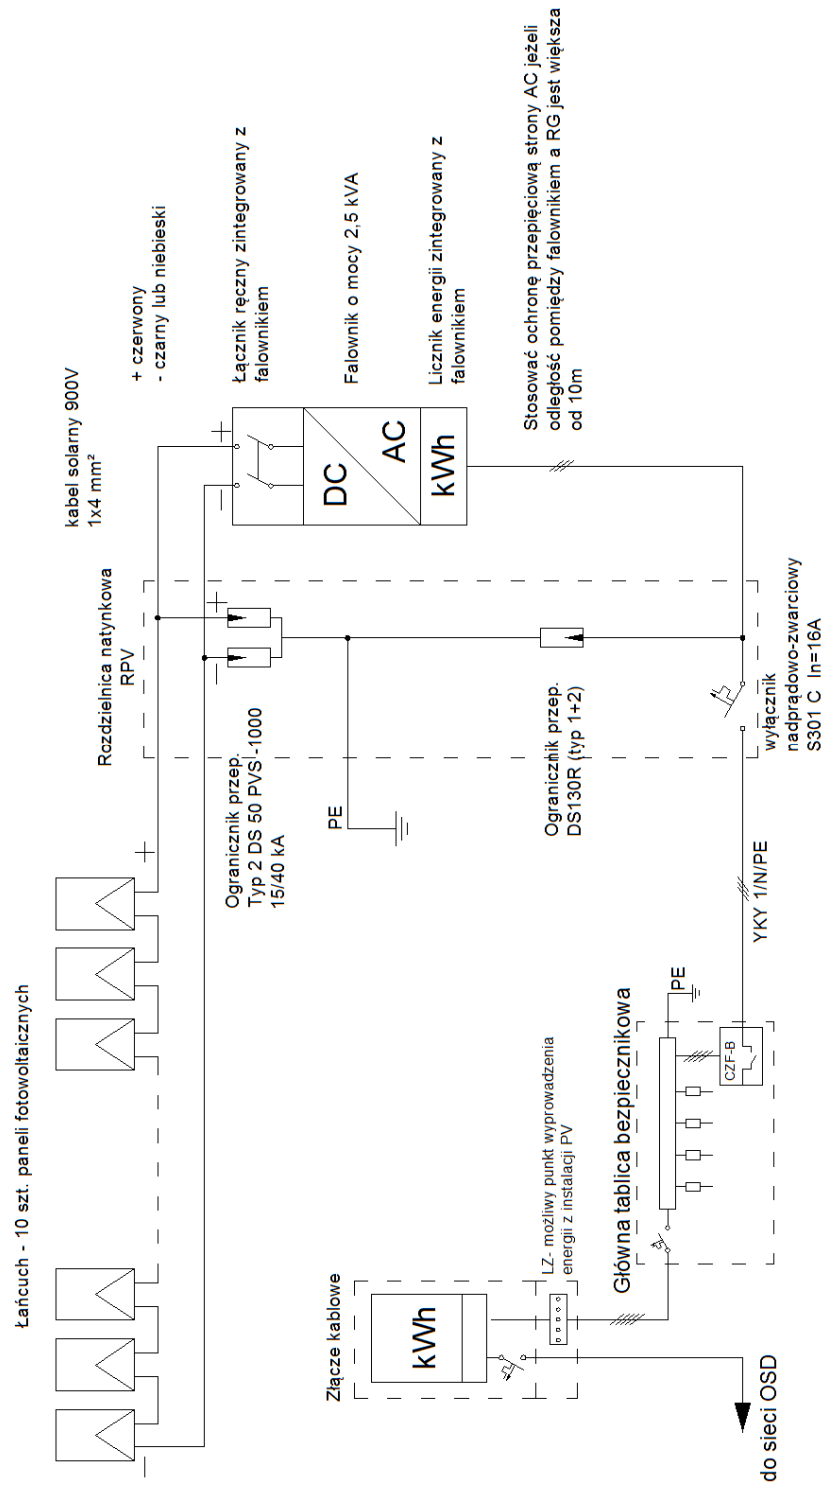 Łańcuch - 10 szt. paneli fotowoltaicznych
-
+
kabel solarny 900V
1x4 mm²
+ czerwony
- czarny lub niebieski
Rozdzielnica natynkowa
RPV
+
-
+
-
Łącznik ręczny zintegrowany z
falownikiem
DC
AC
Falownik o mocy 2,5 kVA
kWh
Licznik energii zintegrowany z
falownikiem
Ogranicznik przep.
Typ 2 DS 50 PVS -1000
15/40 kA
PE
Ogranicznik przep.
DS130R (typ 1+2)
Stosować ochronę przepięciową strony AC jeżeli
odległość pomiędzy falownikiem a RG jest większa
od 10m
wyłącznik
nadprądowo-zwarciowy
S301 C In=16A
YKY 1/N/PE
Złącze kablowe
kWh
LZ- możliwy punkt wyprowadzenia
energii z instalacji PV
Główna tablica bezpiecznikowa
PE
CZF-B
do sieci OSD